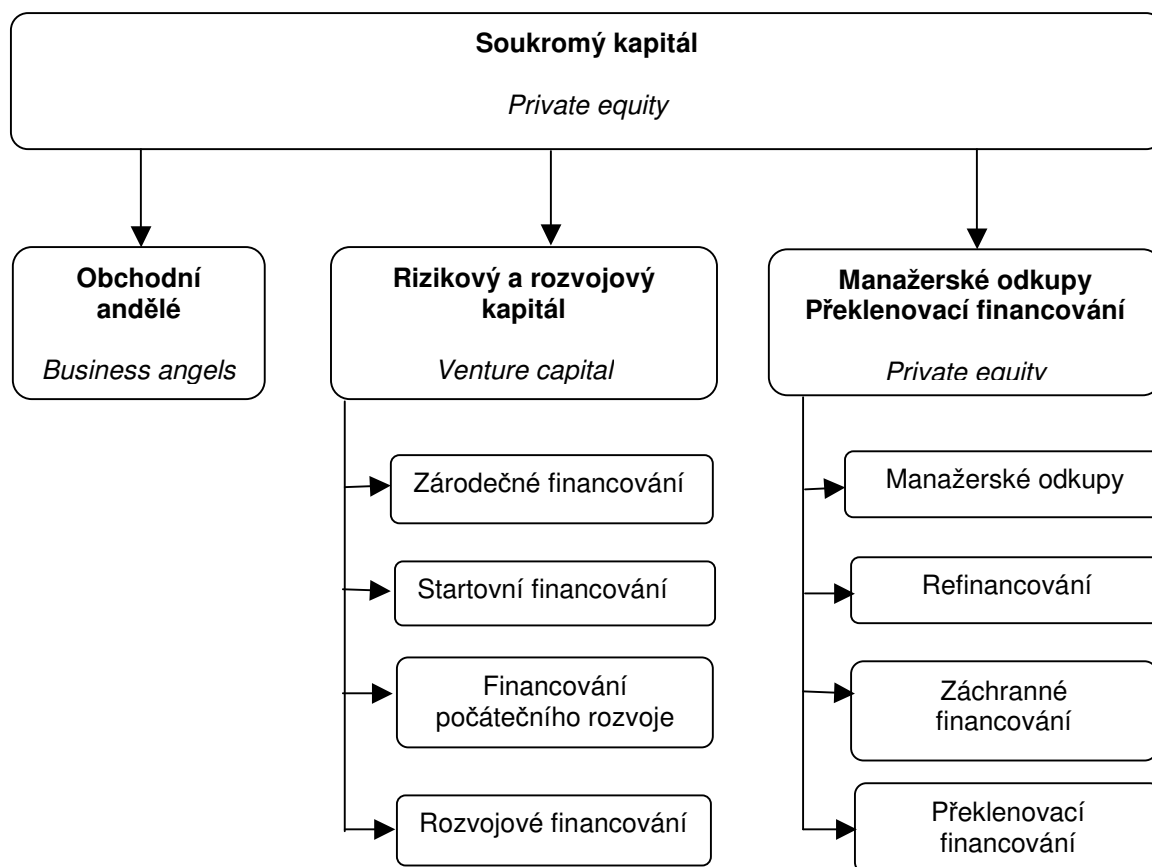 Soukromý kapitál
Private equity
Obchodní
andělé
Business angels
Rizikový a rozvojový
kapitál
Venture capital
Manažerské odkupy
Překlenovací financování
Private equity
Zárodečné financování
Startovní financování
Financování
počátečního rozvoje
Rozvojové financování
Manažerské odkupy
Refinancování
Záchranné
financování
Překlenovací
financování